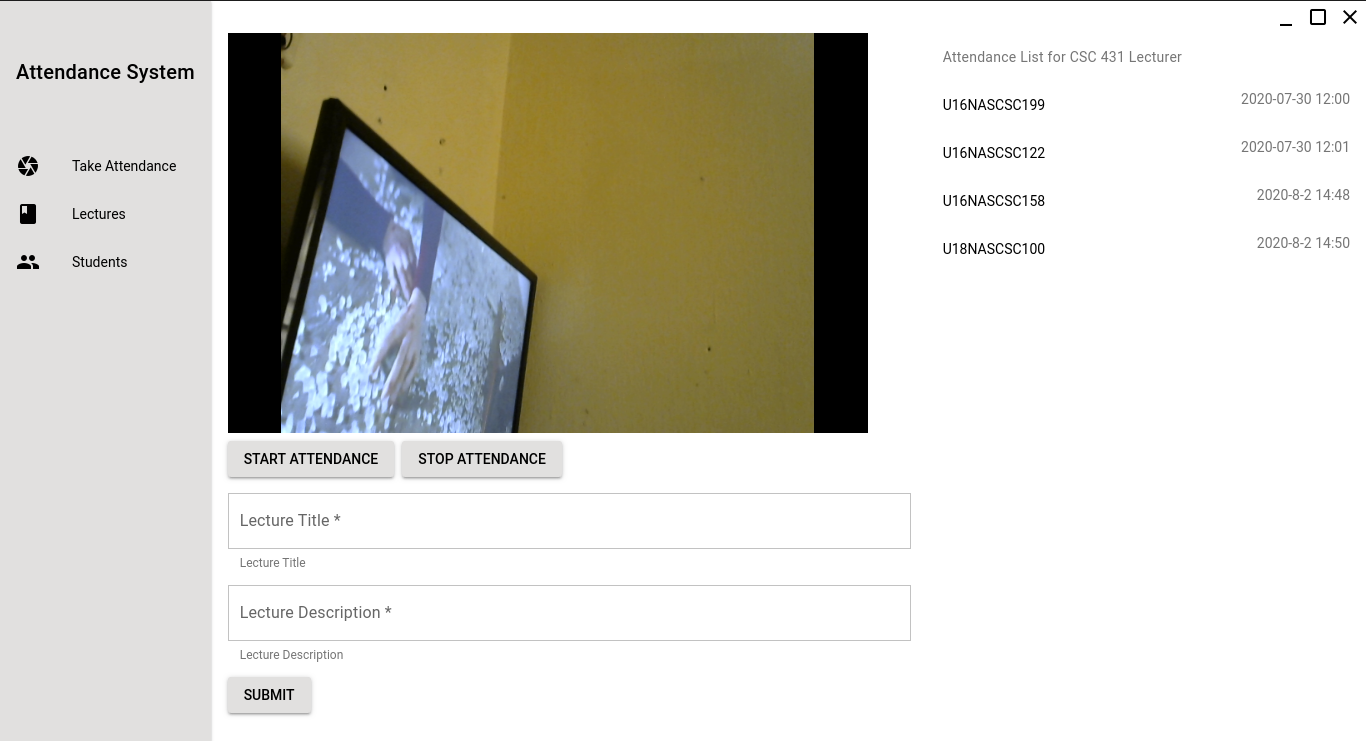 Attendance System
Take Attendance
Lectures
Students
START ATTENDANCE
STOP ATTENDANCE
Lecture Title *
Lecture Title
Lecture Description *
Lecture Description
SUBMIT
Attendance List for CSC 431 Lecturer
U16NASCSC199 2020-07-30 12:00
U16NASCSC122 2020-07-30 12:01
U16NASCSC158 2020-8-2 14:48
U18NASCSC100 2020-8-2 14:50